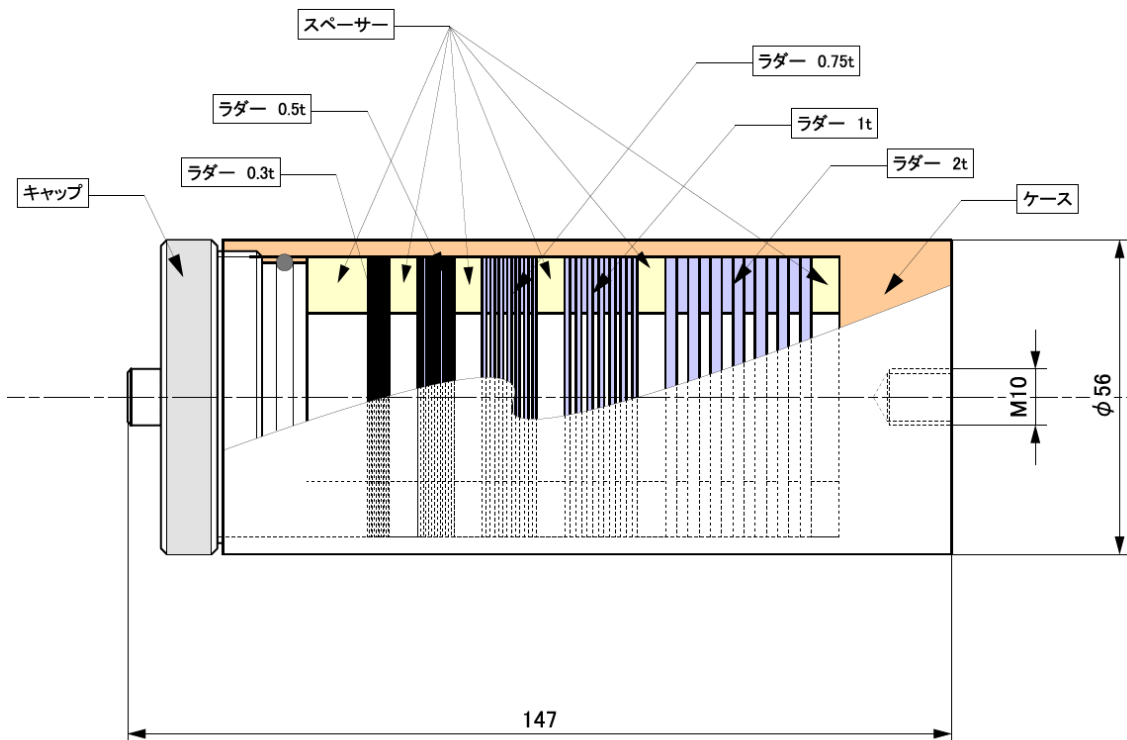 スペーサー
ラダー 0.75t
ラダー 0.5t
ラダー 1t
ラダー 0.3t
ラダー 2t
キャップ
ケース
M10
φ56
147